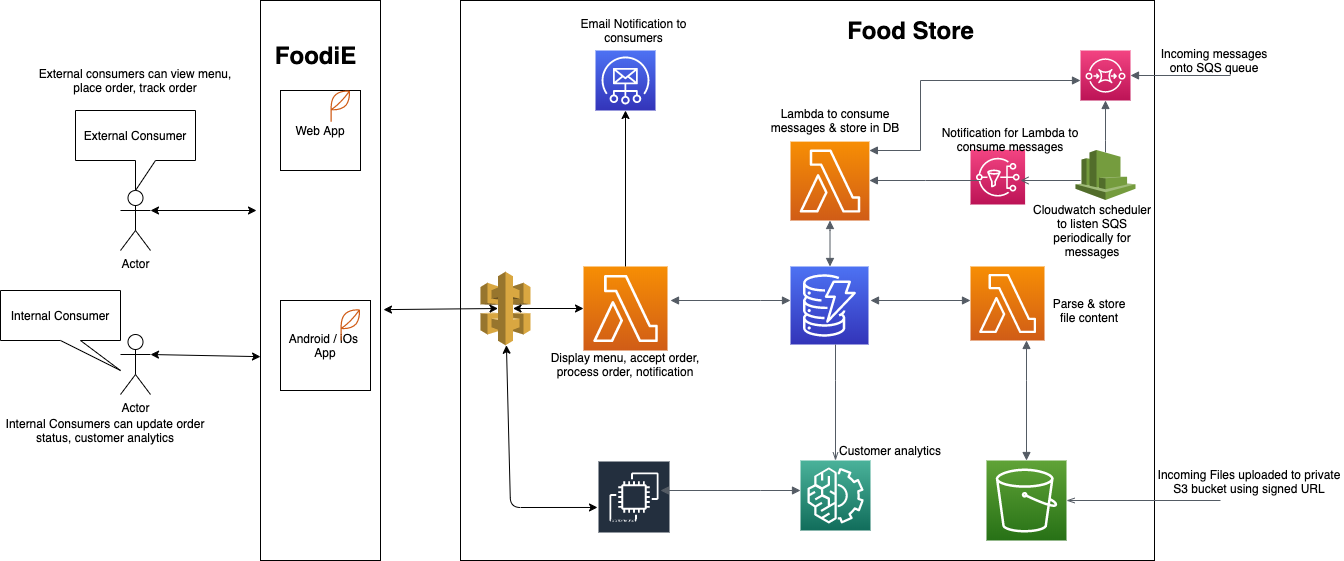 Email Notification to
consumers
Food Store
FoodiE
Incoming messages
onto SQS queue
External consumers can view menu,
place order, track order
Lambda to consume
messages & store in DB
Web App
External Consumer
Notification for Lambda to
consume messages
Cloudwatch scheduler
to listen SQS
periodically for
messages
Actor
Internal Consumer
Parse & store
file content
Android / IOs
App
Display menu, accept order,
process order, notification
Actor
Internal Consumers can update order
status, customer analytics
Customer analytics
Incoming Files uploaded to private
S3 bucket using signed URL